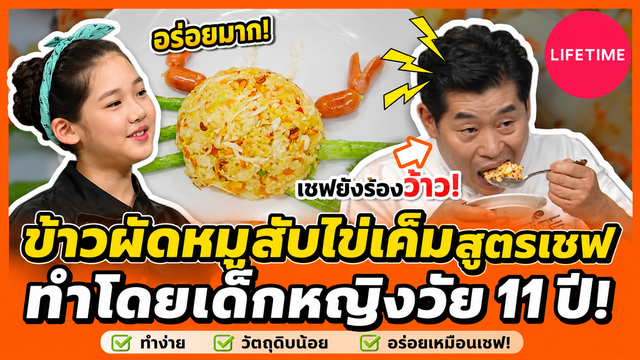 อร่อยมาก!
LIFETIME
เชฟยังร้องว้าว!
ข้าวผัดหมูสับไข่เค็มสูตรเชฟ
ทำโดยเด็กหญิงวัย 11 ปี!
ทำง่าย
วัตถุดิบน้อย
อร่อยเหมือนเชฟ!